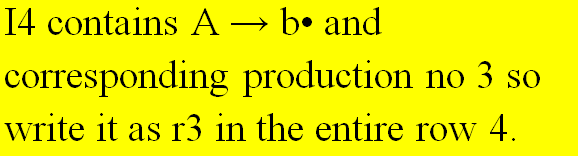 I4 contains A → b• and
corresponding production no 3 so
write it as r3 in the entire row 4.